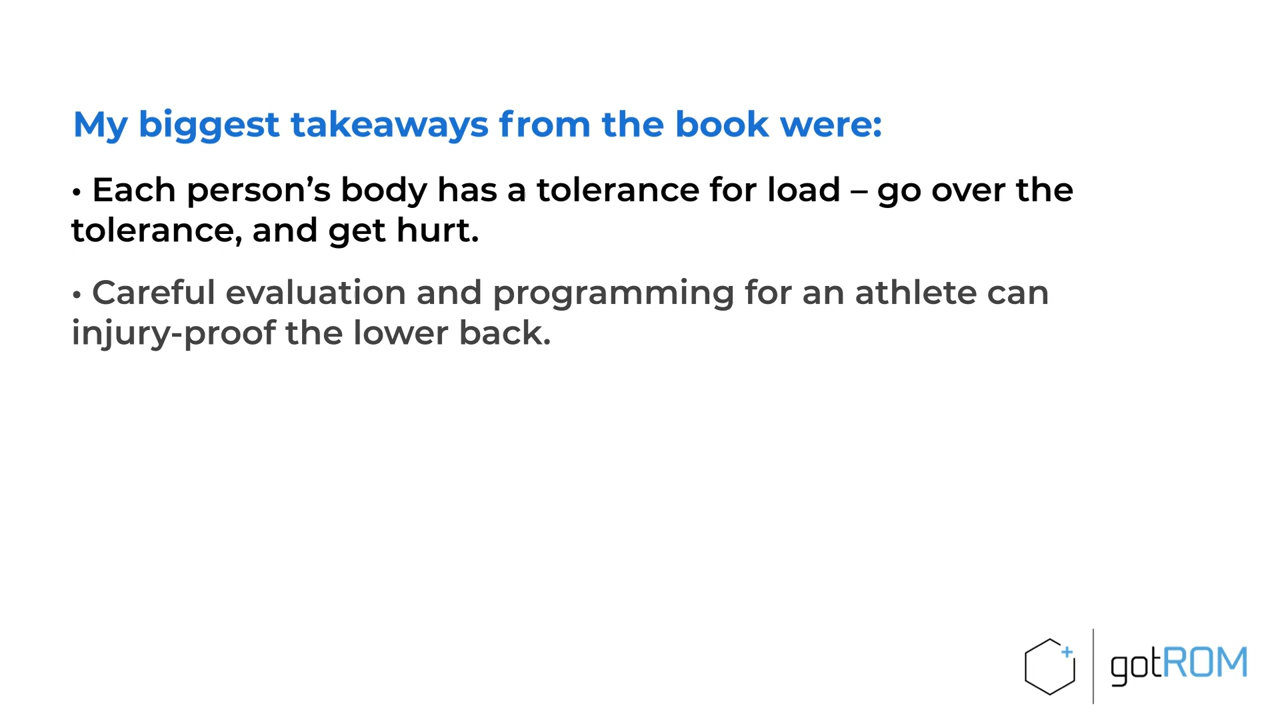 My biggest takeaways from the book were:
• Each person’s body has a tolerance for load – go over the
tolerance, and get hurt.
• Careful evaluation and programming for an athlete can
injury-proof the lower back.
gotROM